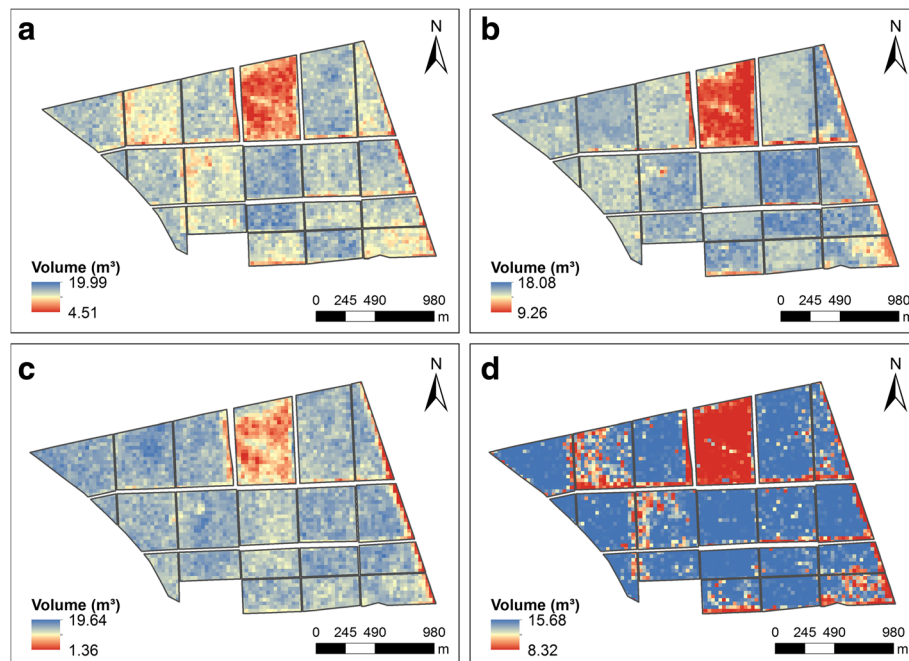 a
N
Volume (m³)
19.99
4.51
0 245 490 980
m
b
N
Volume (m³)
18.08
9.26
0 245 490 980
m
c
N
Volume (m³)
19.64
1.36
0 245 490 980
m
d
N
Volume (m³)
15.68
8.32
0 245 490 980
m